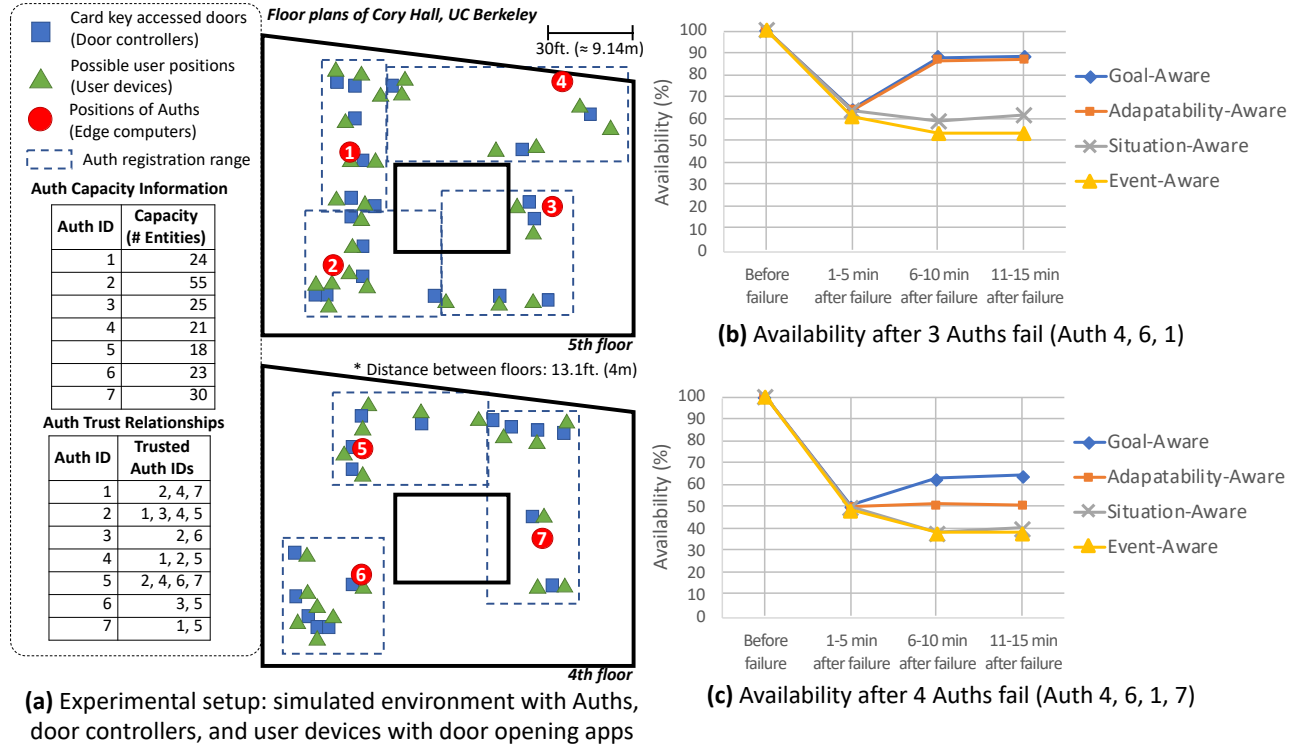 Card key accessed doors
(Door controllers)
Possible user positions
(User devices)
Positions of Auths
(Edge computers)
Auth registration range
Auth Capacity Information
Auth ID Capacity
(# Entities)
1 24
2 55
3 25
4 21
5 18
6 23
7 30
Auth Trust Relationships
Auth ID Trusted
Auth IDs
1 2, 4, 7
2 1, 3, 4, 5
3 2, 6
4 1, 2, 5
5 2, 4, 6, 7
6 3, 5
7 1, 5
Floor plans of Cory Hall, UC Berkeley
30ft. (≈ 9.14m)
4
1
3
2
5th floor
* Distance between floors: 13.1ft. (4m)
5
7
6
4th floor
(a) Experimental setup: simulated environment with Auths,
door controllers, and user devices with door opening apps
Availability (%)
100
90
80
70
60
50
40
30
20
10
0
Before
failure
1-5 min
after failure
6-10 min
after failure
11-15 min
after failure
Goal-Aware
Adapatability-Aware
Situation-Aware
Event-Aware
(b) Availability after 3 Auths fail (Auth 4, 6, 1)
Availability (%)
100
90
80
70
60
50
40
30
20
10
0
Before
failure
1-5 min
after failure
6-10 min
after failure
11-15 min
after failure
Goal-Aware
Adapatability-Aware
Situation-Aware
Event-Aware
(c) Availability after 4 Auths fail (Auth 4, 6, 1, 7)